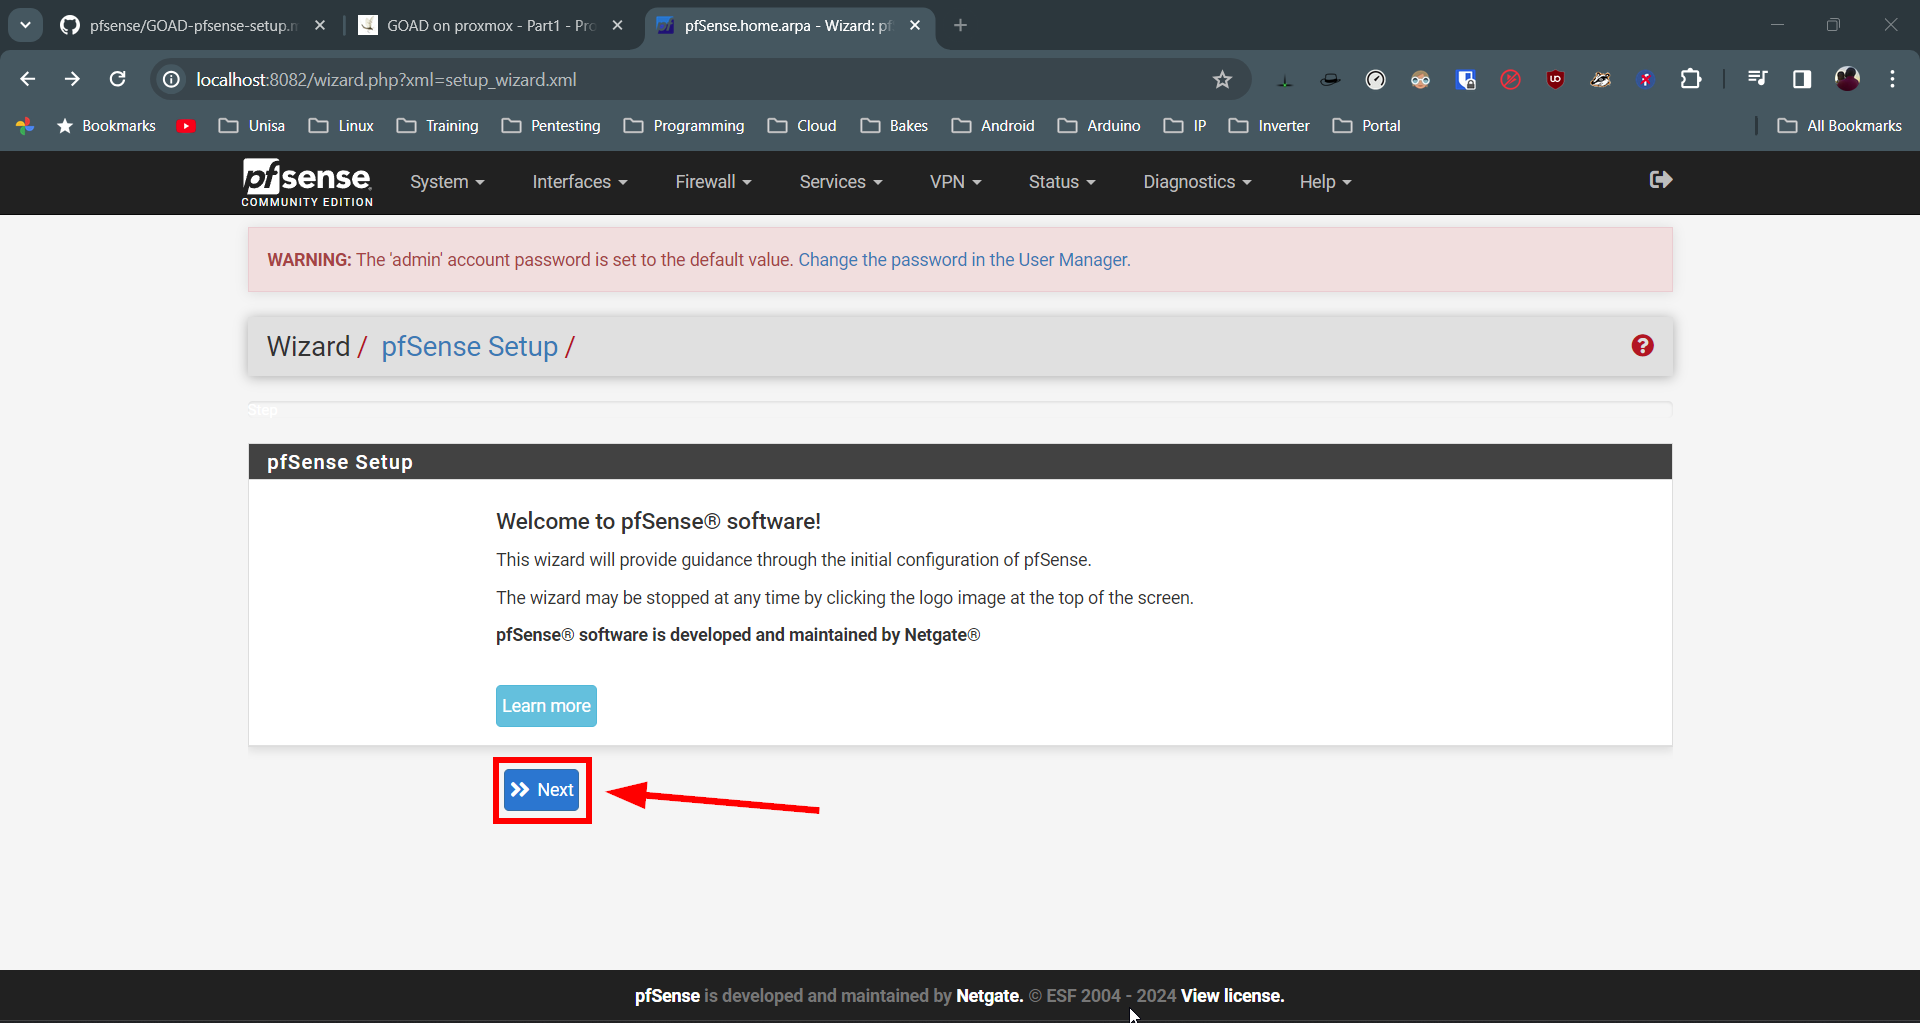 pfsense/GOAD-pfsense-setup.m
GOAD on proxmox - Part1 - Pro
pfSense.home.arpa - Wizard: pf
localhost:8082/wizard.php?xml=setup_wizard.xml
Bookmarks Unisa Linux Training Pentesting Programming Cloud Bakes Android Arduino IP Inverter Portal All Bookmarks
pfsense System Interfaces Firewall Services VPN Status Diagnostics Help
COMMUNITY EDITION
WARNING: The 'admin' account password is set to the default value. Change the password in the User Manager.
Wizard / pfSense Setup /
Step
pfSense Setup
Welcome to pfSense® software!
This wizard will provide guidance through the initial configuration of pfSense.
The wizard may be stopped at any time by clicking the logo image at the top of the screen.
pfSense® software is developed and maintained by Netgate®
Learn more
Next
pfSense is developed and maintained by Netgate. © ESF 2004 - 2024 View license.